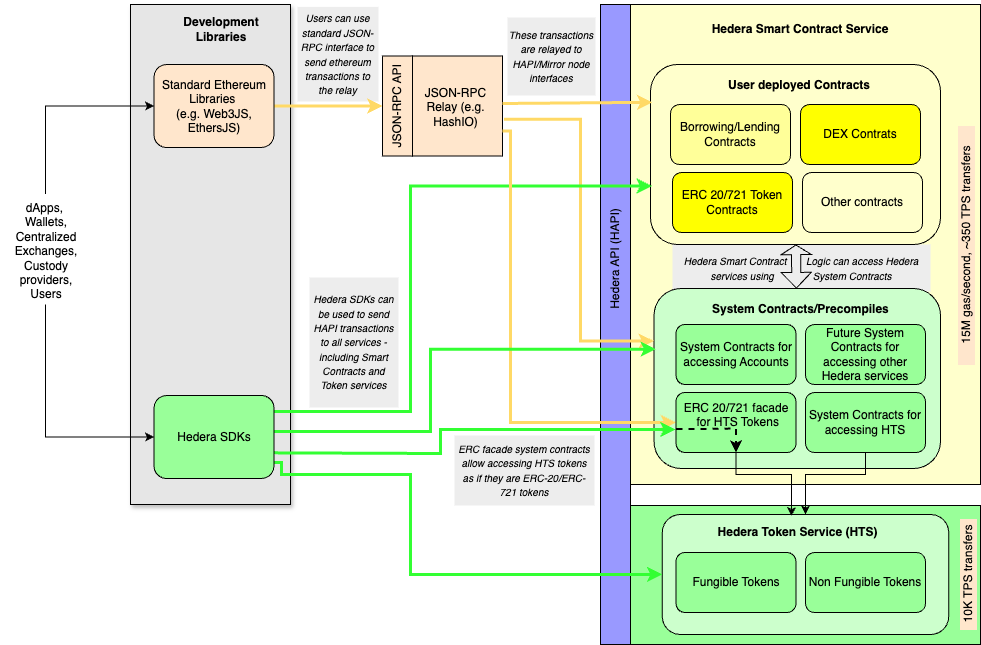 Development
Libraries
Standard Ethereum
Libraries
(e.g. Web3JS,
EthersJS)
Users can use
standard JSON-
RPC interface to
send ethereum
transactions to
the relay
JSON-RPC API
JSON-RPC
Relay (e.g.
HashIO)
These transactions
are relayed to
HAPI/Mirror node
interfaces
dApps,
Wallets,
Centralized
Exchanges,
Custody
providers,
Users
Hedera SDKs can
be used to send
HAPI transactions
to all services -
including Smart
Contracts and
Token services
Hedera SDKs
ERC facade system contracts
allow accessing HTS tokens
as if they are ERC-20/ERC-
721 tokens
Hedera API (HAPI)
Hedera Smart Contract Service
User deployed Contracts
Borrowing/Lending
Contracts
DEX Contrats
ERC 20/721 Token
Contracts
Other contracts
Hedera Smart Contract
services using
Logic can access Hedera
System Contracts
System Contracts/Precompiles
System Contracts for
accessing Accounts
Future System
Contracts for
accessing other
Hedera services
ERC 20/721 facade
for HTS Tokens
System Contracts for
accessing HTS
15M gas/second, ~350 TPS transfers
Hedera Token Service (HTS)
Fungible Tokens
Non Fungible Tokens
10K TPS transfers